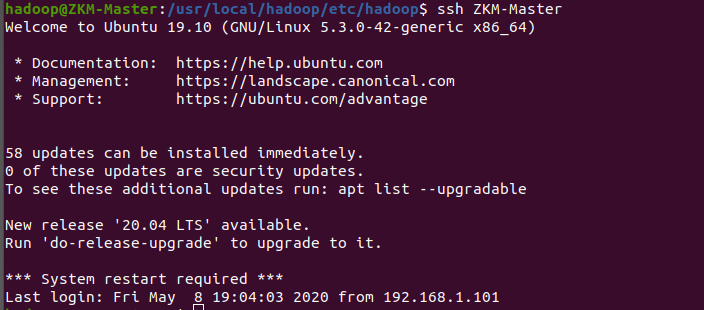 hadoop@ZKM-Master:/usr/local/hadoop/etc/hadoop$ ssh ZKM-Master
Welcome to Ubuntu 19.10 (GNU/Linux 5.3.0-42-generic x86_64)
* Documentation:  https://help.ubuntu.com
* Management:     https://landscape.canonical.com
* Support:        https://ubuntu.com/advantage
58 updates can be installed immediately.
0 of these updates are security updates.
To see these additional updates run: apt list --upgradable
New release '20.04 LTS' available.
Run 'do-release-upgrade' to upgrade to it.
*** System restart required ***
Last login: Fri May  8 19:04:03 2020 from 192.168.1.101